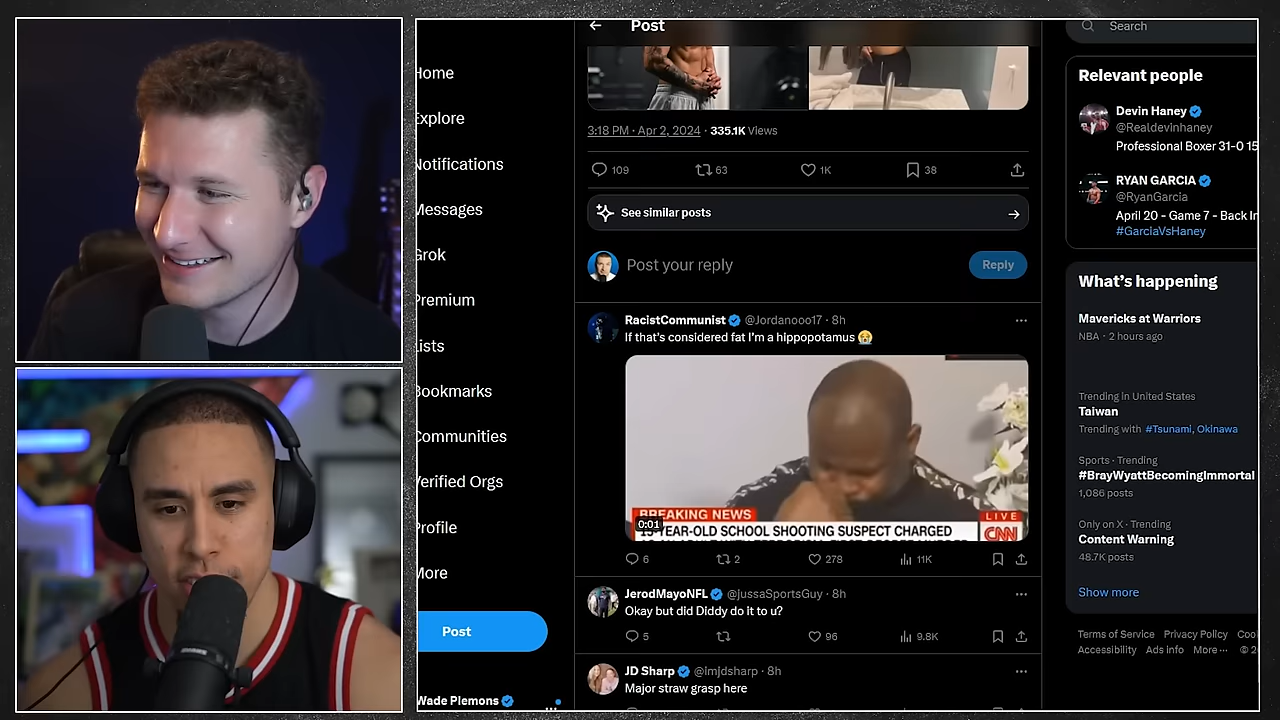 Home
Explore
Notifications
Messages
Grok
Premium
Lists
Bookmarks
Communities
Verified Orgs
Profile
More
Post
Wade Plemons
Post
3:18 PM · Apr 2, 2024 · 335.1K Views
109
63
1K
38
See similar posts
Post your reply
Reply
RacistCommunist @Jordanooo17 · 8h
If that's considered fat I'm a hippopotamus 😭
BREAKING NEWS
0:01
-YEAR-OLD SCHOOL SHOOTING SUSPECT CHARGED
LIVE
CNN
6
2
278
11K
JerodMayoNFL @jussaSportsGuy · 8h
Okay but did Diddy do it to u?
5
96
9.8K
JD Sharp @imjdsharp · 8h
Major straw grasp here
Search
Relevant people
Devin Haney
@Realdevinhaney
Professional Boxer 31-0 15
RYAN GARCIA
@RyanGarcia
April 20 - Game 7 - Back In
#GarciaVsHaney
What's happening
Mavericks at Warriors
NBA · 2 hours ago
Trending in United States
Taiwan
Trending with #Tsunami, Okinawa
Sports · Trending
#BrayWyattBecomingImmortal
1,086 posts
Only on X · Trending
Content Warning
48.7K posts
Show more
Terms of Service Privacy Policy Coo
Accessibility Ads info More ··· © 2